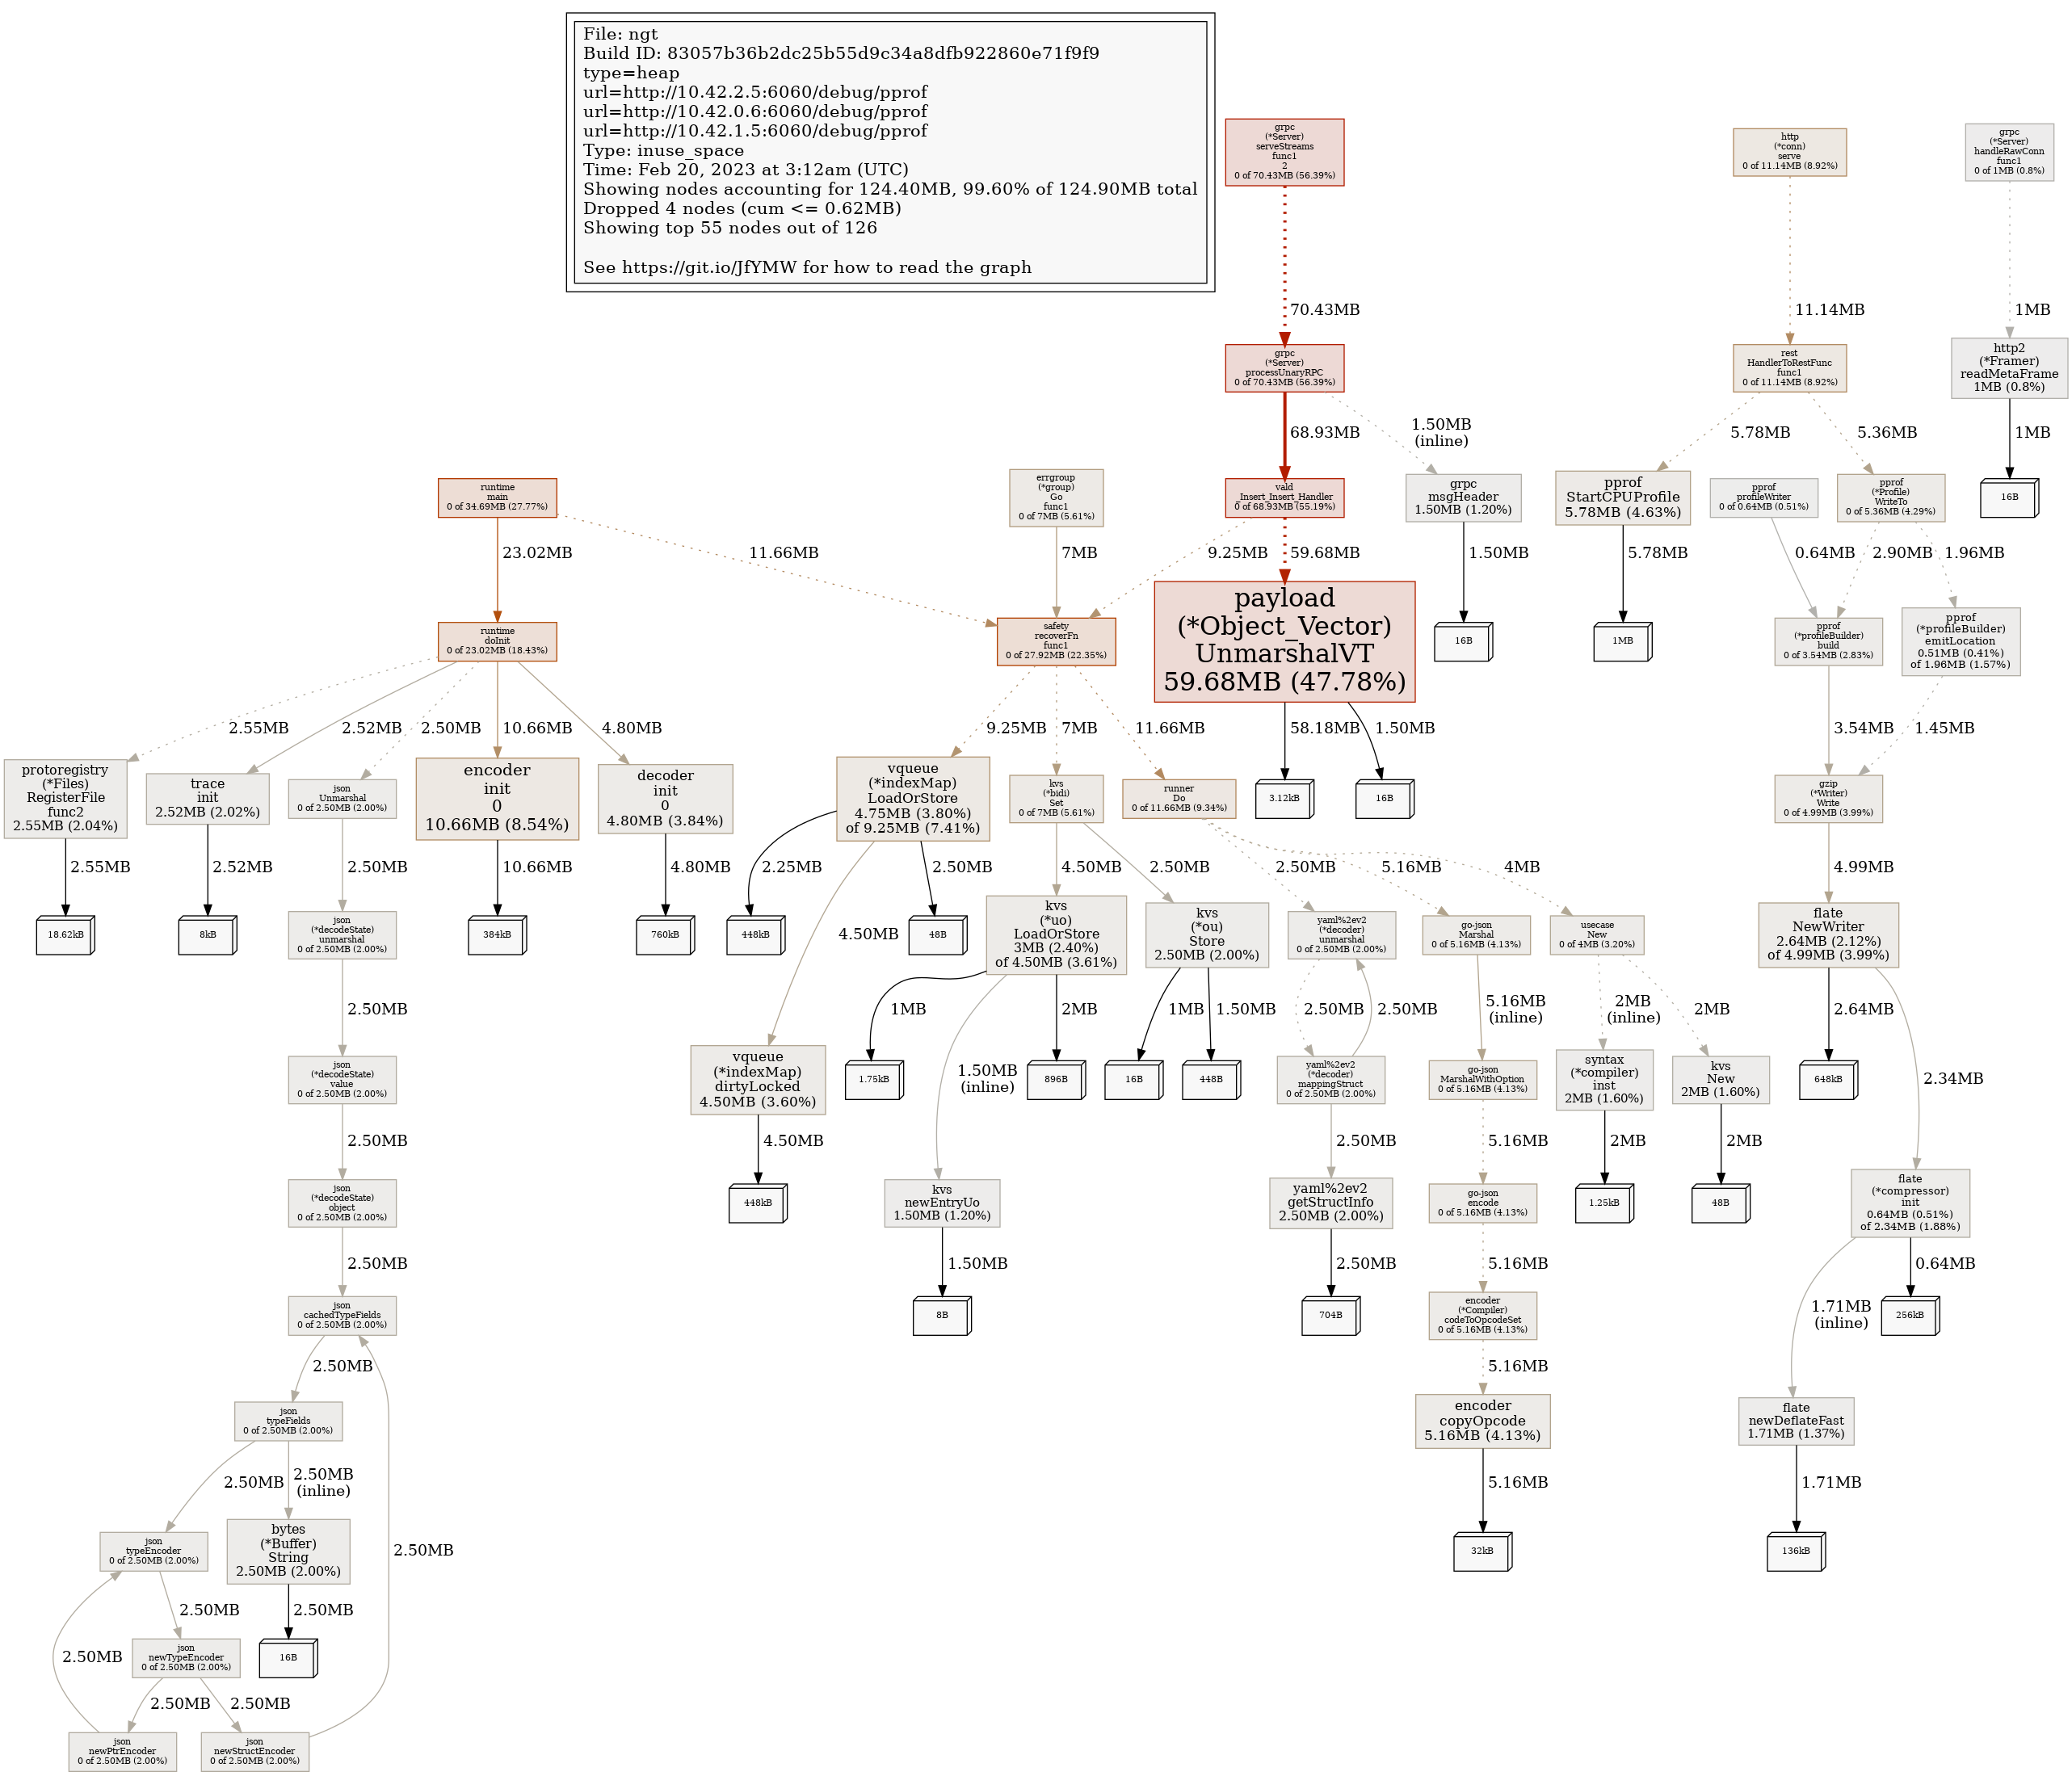 File: ngt
Build ID: 83057b36b2dc25b55d9c34a8dfb922860e71f9f9
type=heap
url=http://10.42.2.5:6060/debug/pprof
url=http://10.42.0.6:6060/debug/pprof
url=http://10.42.1.5:6060/debug/pprof
Type: inuse_space
Time: Feb 20, 2023 at 3:12am (UTC)
Showing nodes accounting for 124.40MB, 99.60% of 124.90MB total
Dropped 4 nodes (cum <= 0.62MB)
Showing top 55 nodes out of 126
See https://git.io/JfYMW for how to read the graph
grpc
(*Server)
serveStreams
func1
2
0 of 70.43MB (56.39%)
http
(*conn)
serve
0 of 11.14MB (8.92%)
grpc
(*Server)
handleRawConn
func1
0 of 1MB (0.8%)
70.43MB
11.14MB
1MB
grpc
(*Server)
processUnaryRPC
0 of 70.43MB (56.39%)
rest
HandlerToRestFunc
func1
0 of 11.14MB (8.92%)
http2
(*Framer)
readMetaFrame
1MB (0.8%)
68.93MB
1.50MB
(inline)
5.78MB
5.36MB
1MB
runtime
main
0 of 34.69MB (27.77%)
errgroup
(*group)
Go
func1
0 of 7MB (5.61%)
vald
Insert_Insert_Handler
0 of 68.93MB (55.19%)
grpc
msgHeader
1.50MB (1.20%)
pprof
StartCPUProfile
5.78MB (4.63%)
pprof
profileWriter
0 of 0.64MB (0.51%)
pprof
(*Profile)
WriteTo
0 of 5.36MB (4.29%)
16B
23.02MB
11.66MB
7MB
9.25MB
59.68MB
1.50MB
5.78MB
0.64MB
2.90MB
1.96MB
runtime
doInit
0 of 23.02MB (18.43%)
safety
recoverFn
func1
0 of 27.92MB (22.35%)
payload
(*Object_Vector)
UnmarshalVT
59.68MB (47.78%)
16B
1MB
pprof
(*profileBuilder)
build
0 of 3.54MB (2.83%)
pprof
(*profileBuilder)
emitLocation
0.51MB (0.41%)
of 1.96MB (1.57%)
2.55MB
2.52MB
2.50MB
10.66MB
4.80MB
9.25MB
7MB
11.66MB
58.18MB
1.50MB
3.54MB
1.45MB
protoregistry
(*Files)
RegisterFile
func2
2.55MB (2.04%)
trace
init
2.52MB (2.02%)
json
Unmarshal
0 of 2.50MB (2.00%)
encoder
init
0
10.66MB (8.54%)
decoder
init
0
4.80MB (3.84%)
vqueue
(*indexMap)
LoadOrStore
4.75MB (3.80%)
of 9.25MB (7.41%)
kvs
(*bidi)
Set
0 of 7MB (5.61%)
runner
Do
0 of 11.66MB (9.34%)
3.12kB
16B
gzip
(*Writer)
Write
0 of 4.99MB (3.99%)
2.55MB
2.52MB
2.50MB
10.66MB
4.80MB
2.25MB
2.50MB
4.50MB
2.50MB
2.50MB
5.16MB
4MB
4.99MB
18.62kB
8kB
json
(*decodeState)
unmarshal
0 of 2.50MB (2.00%)
384kB
760kB
448kB
4.50MB
48B
kvs
(*uo)
LoadOrStore
3MB (2.40%)
of 4.50MB (3.61%)
kvs
(*ou)
Store
2.50MB (2.00%)
yaml%2ev2
(*decoder)
unmarshal
0 of 2.50MB (2.00%)
go-json
Marshal
0 of 5.16MB (4.13%)
usecase
New
0 of 4MB (3.20%)
flate
NewWriter
2.64MB (2.12%)
of 4.99MB (3.99%)
2.50MB
1MB
2MB
1MB
1.50MB
2.50MB
2.50MB
5.16MB
(inline)
2MB
(inline)
2MB
2.64MB
json
(*decodeState)
value
0 of 2.50MB (2.00%)
vqueue
(*indexMap)
dirtyLocked
4.50MB (3.60%)
1.75kB
1.50MB
(inline)
896B
16B
448B
yaml%2ev2
(*decoder)
mappingStruct
0 of 2.50MB (2.00%)
go-json
MarshalWithOption
0 of 5.16MB (4.13%)
syntax
(*compiler)
inst
2MB (1.60%)
kvs
New
2MB (1.60%)
648kB
2.34MB
2.50MB
4.50MB
2.50MB
5.16MB
2MB
2MB
json
(*decodeState)
object
0 of 2.50MB (2.00%)
448kB
kvs
newEntryUo
1.50MB (1.20%)
yaml%2ev2
getStructInfo
2.50MB (2.00%)
go-json
encode
0 of 5.16MB (4.13%)
1.25kB
48B
flate
(*compressor)
init
0.64MB (0.51%)
of 2.34MB (1.88%)
2.50MB
1.50MB
2.50MB
5.16MB
0.64MB
json
cachedTypeFields
0 of 2.50MB (2.00%)
8B
704B
encoder
(*Compiler)
codeToOpcodeSet
0 of 5.16MB (4.13%)
1.71MB
(inline)
256kB
2.50MB
5.16MB
json
typeFields
0 of 2.50MB (2.00%)
encoder
copyOpcode
5.16MB (4.13%)
flate
newDeflateFast
1.71MB (1.37%)
2.50MB
2.50MB
(inline)
5.16MB
1.71MB
json
typeEncoder
0 of 2.50MB (2.00%)
bytes
(*Buffer)
String
2.50MB (2.00%)
2.50MB
32kB
136kB
2.50MB
2.50MB
json
newTypeEncoder
0 of 2.50MB (2.00%)
16B
2.50MB
2.50MB
2.50MB
json
newPtrEncoder
0 of 2.50MB (2.00%)
json
newStructEncoder
0 of 2.50MB (2.00%)